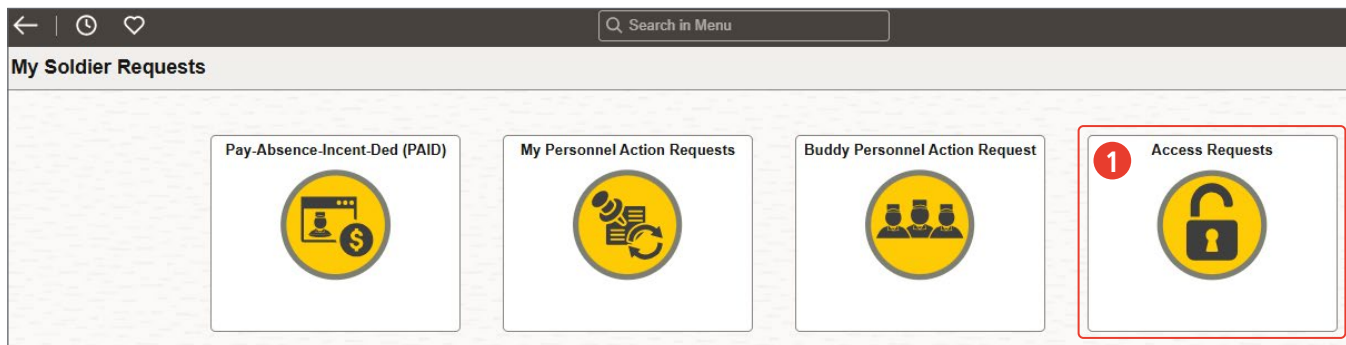 Search in Menu
My Soldier Requests
Pay-Absence-Incent-Ded (PAID)
My Personnel Action Requests
Buddy Personnel Action Request
1
Access Requests
$